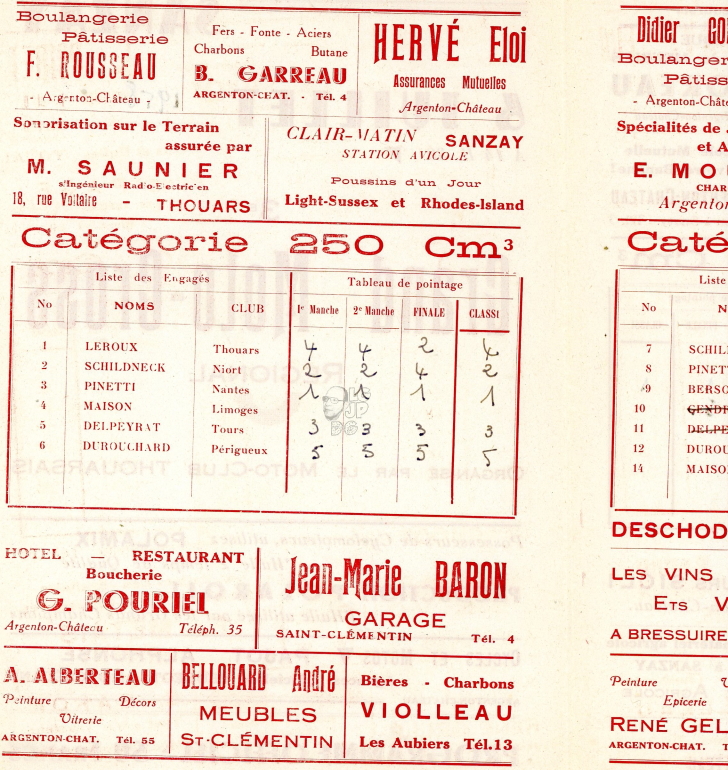 Boulangerie
Pâtisserie
F. ROUSSEAU
- Argenton-Château -
Fers - Fonte - Aciers
Charbons Butane
B. GARREAU
ARGENTON-CHAT. - Tél. 4
HERVÉ Eloi
Assurances Mutuelles
Argenton-Château
Sonorisation sur le Terrain
assurée par
M. SAUNIER
s'Ingénieur Radio-Electric'en
18, rue Voltaire - THOUARS
CLAIR-MATIN SANZAY
STATION AVICOLE
Poussins d'un Jour
Light-Sussex et Rhodes-Island
Catégorie 250 Cm³
Liste des Engagés Tableau de pointage
No NOMS CLUB 1e Manche 2e Manche FINALE CLASSt
1 LEROUX Thouars 4 4 2 4
2 SCHILDNECK Niort 2 2 4 2
3 PINETTI Nantes 1 1 1 1
4 MAISON Limoges
5 DELPEYRAT Tours 3 3 3 3
6 DUROUCHARD Périgueux 5 5 5 5
HOTEL — RESTAURANT
Boucherie
G. POURIEL
Argenton-Château Téléph. 35
Jean-Marie BARON
GARAGE
SAINT-CLÉMENTIN Tél. 4
A. ALBERTEAU
Peinture Décors
Vitrerie
ARGENTON-CHAT. Tél. 55
BELLOUARD André
MEUBLES
ST-CLÉMENTIN
Bières - Charbons
VIOLLEAU
Les Aubiers Tél.13
Didier GO
Boulanger
Pâtiss
- Argenton-Chât
Spécialités de
et A
E. MO
CHAR
Argenton
Caté
Liste
No N
7 SCHIL
8 PINET
9 BERSO
10 GENDR
11 DELPE
12 DUROU
14 MAISO
DESCHOD
LES VINS
ETS V
A BRESSUIRE
Peinture V
Epicerie
RENÉ GEL
ARGENTON-CHAT. T